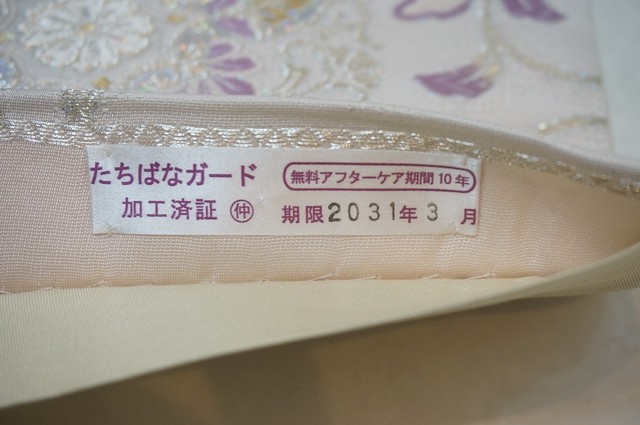 たちばなガード
加工済証 ㊥
無料アフターケア期間10年
期限2031年3月